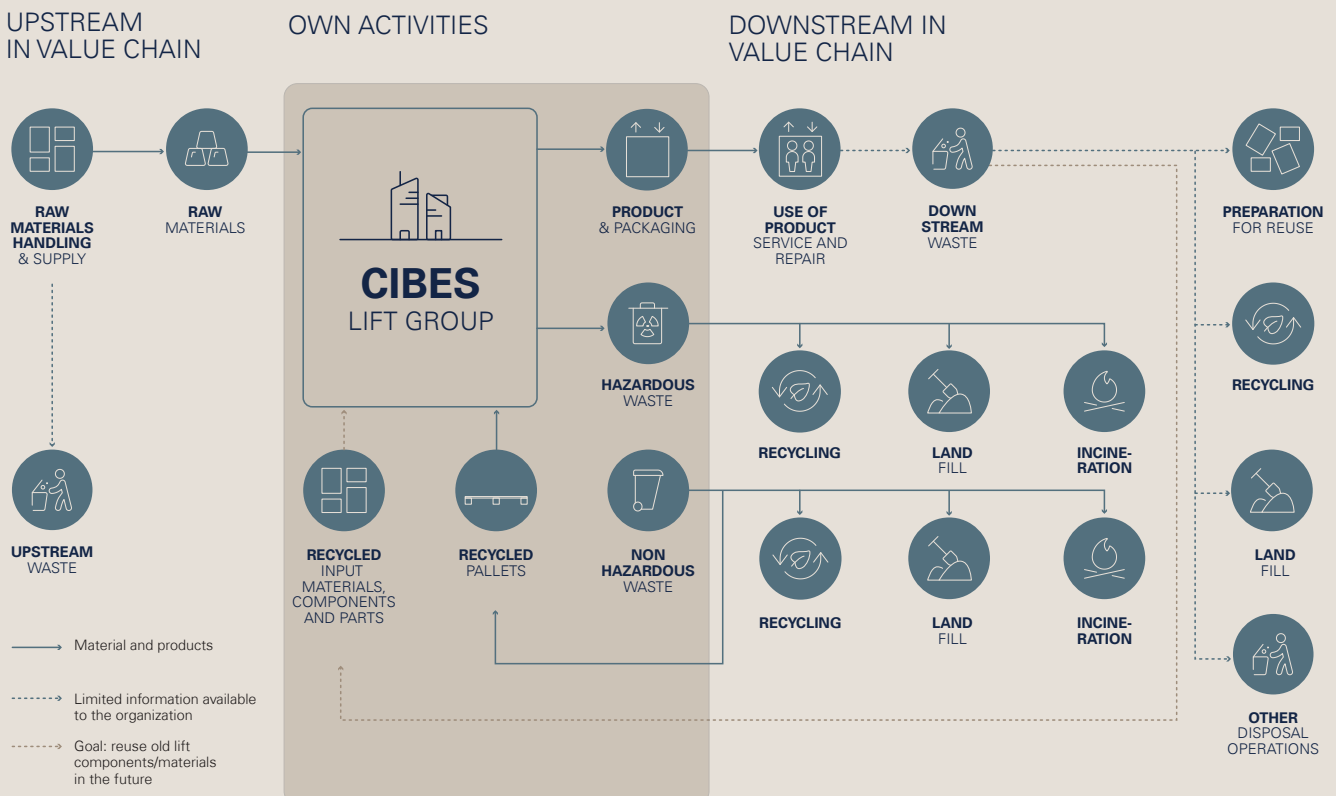 UPSTREAM
IN VALUE CHAIN
OWN ACTIVITIES
DOWNSTREAM IN
VALUE CHAIN
RAW
MATERIALS
HANDLING
& SUPPLY
RAW
MATERIALS
CIBES
LIFT GROUP
PRODUCT
& PACKAGING
USE OF
PRODUCT
SERVICE AND
REPAIR
DOWN
STREAM
WASTE
PREPARATION
FOR REUSE
HAZARDOUS
WASTE
RECYCLING
LAND
FILL
INCINE-
RATION
RECYCLING
UPSTREAM
WASTE
RECYCLED
INPUT
MATERIALS,
COMPONENTS
AND PARTS
RECYCLED
PALLETS
NON
HAZARDOUS
WASTE
RECYCLING
LAND
FILL
INCINE-
RATION
LAND
FILL
OTHER
DISPOSAL
OPERATIONS
Material and products
Limited information available
to the organization
Goal: reuse old lift
components/materials
in the future